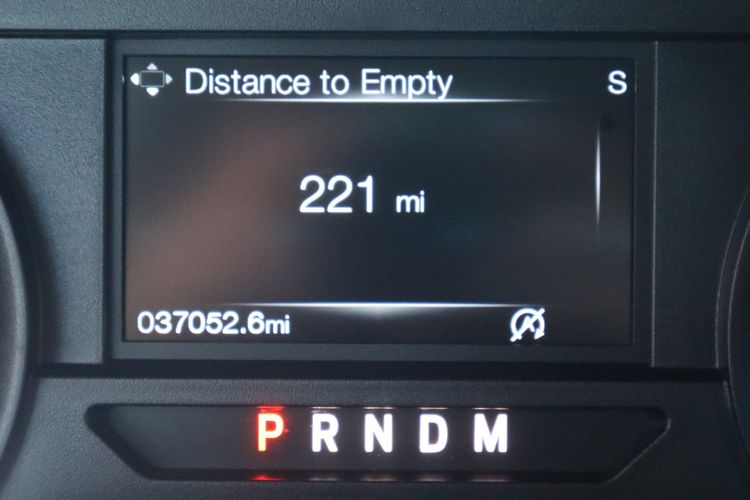 Distance to Empty S
221 mi
037052.6mi
P R N D M